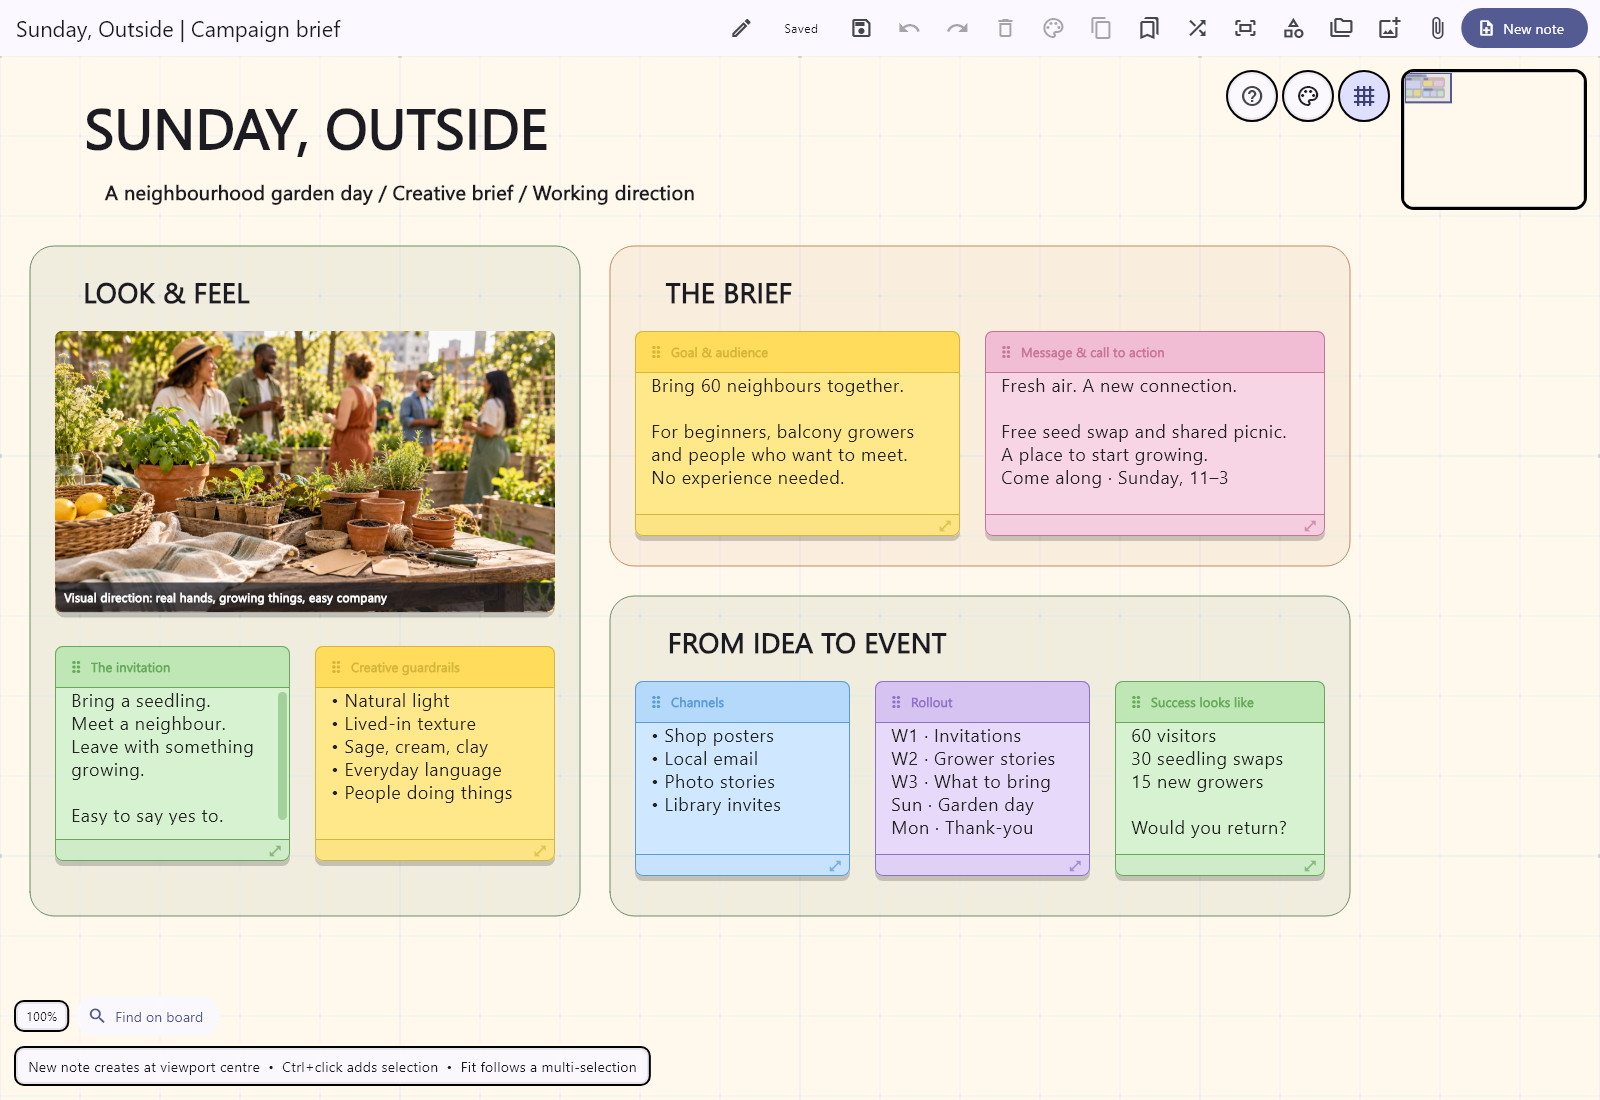 Sunday, Outside | Campaign brief
Saved
New note
SUNDAY, OUTSIDE
A neighbourhood garden day / Creative brief / Working direction
LOOK & FEEL
Visual direction: real hands, growing things, easy company
The invitation
Bring a seedling.
Meet a neighbour.
Leave with something
growing.
Easy to say yes to.
Creative guardrails
• Natural light
• Lived-in texture
• Sage, cream, clay
• Everyday language
• People doing things
THE BRIEF
Goal & audience
Bring 60 neighbours together.
For beginners, balcony growers
and people who want to meet.
No experience needed.
Message & call to action
Fresh air. A new connection.
Free seed swap and shared picnic.
A place to start growing.
Come along · Sunday, 11–3
FROM IDEA TO EVENT
Channels
• Shop posters
• Local email
• Photo stories
• Library invites
Rollout
W1 · Invitations
W2 · Grower stories
W3 · What to bring
Sun · Garden day
Mon · Thank-you
Success looks like
60 visitors
30 seedling swaps
15 new growers
Would you return?
100%
Find on board
New note creates at viewport centre • Ctrl+click adds selection • Fit follows a multi-selection